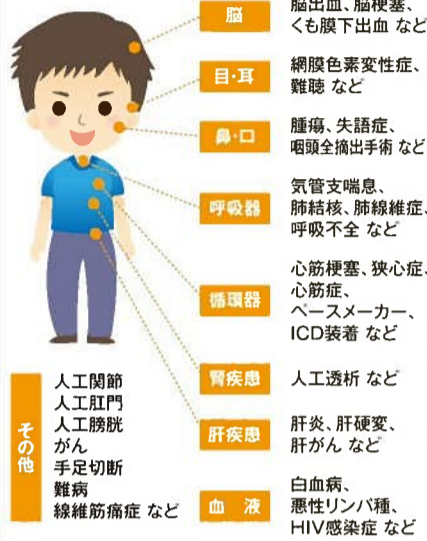 脳
脳出血、脳梗塞、
くも膜下出血 など
目・耳
網膜色素変性症、
難聴 など
鼻・口
腫瘍、失語症、
咽頭全摘出手術 など
呼吸器
気管支喘息、
肺結核、肺線維症、
呼吸不全 など
循環器
心筋梗塞、狭心症、
心筋症、
ペースメーカー、
ICD装着 など
腎疾患
人工透析 など
肝疾患
肝炎、肝硬変、
肝がん など
血液
白血病、
悪性リンパ種、
HIV感染症 など
その他
人工関節
人工肛門
人工膀胱
がん
手足切断
難病
線維筋痛症 など